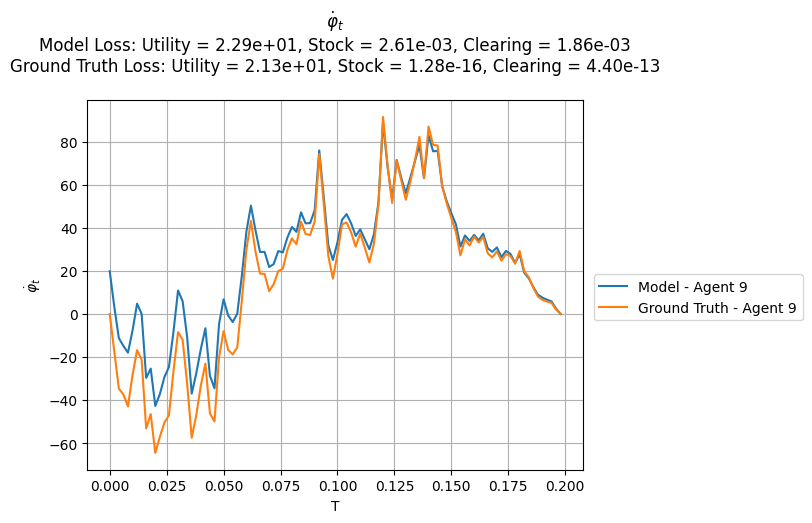 φ̇_t
Model Loss: Utility = 2.29e+01, Stock = 2.61e-03, Clearing = 1.86e-03
Ground Truth Loss: Utility = 2.13e+01, Stock = 1.28e-16, Clearing = 4.40e-13
80
60
40
20
0
−20
−40
−60
φ̇_t
0.000 0.025 0.050 0.075 0.100 0.125 0.150 0.175 0.200
T
Model - Agent 9
Ground Truth - Agent 9